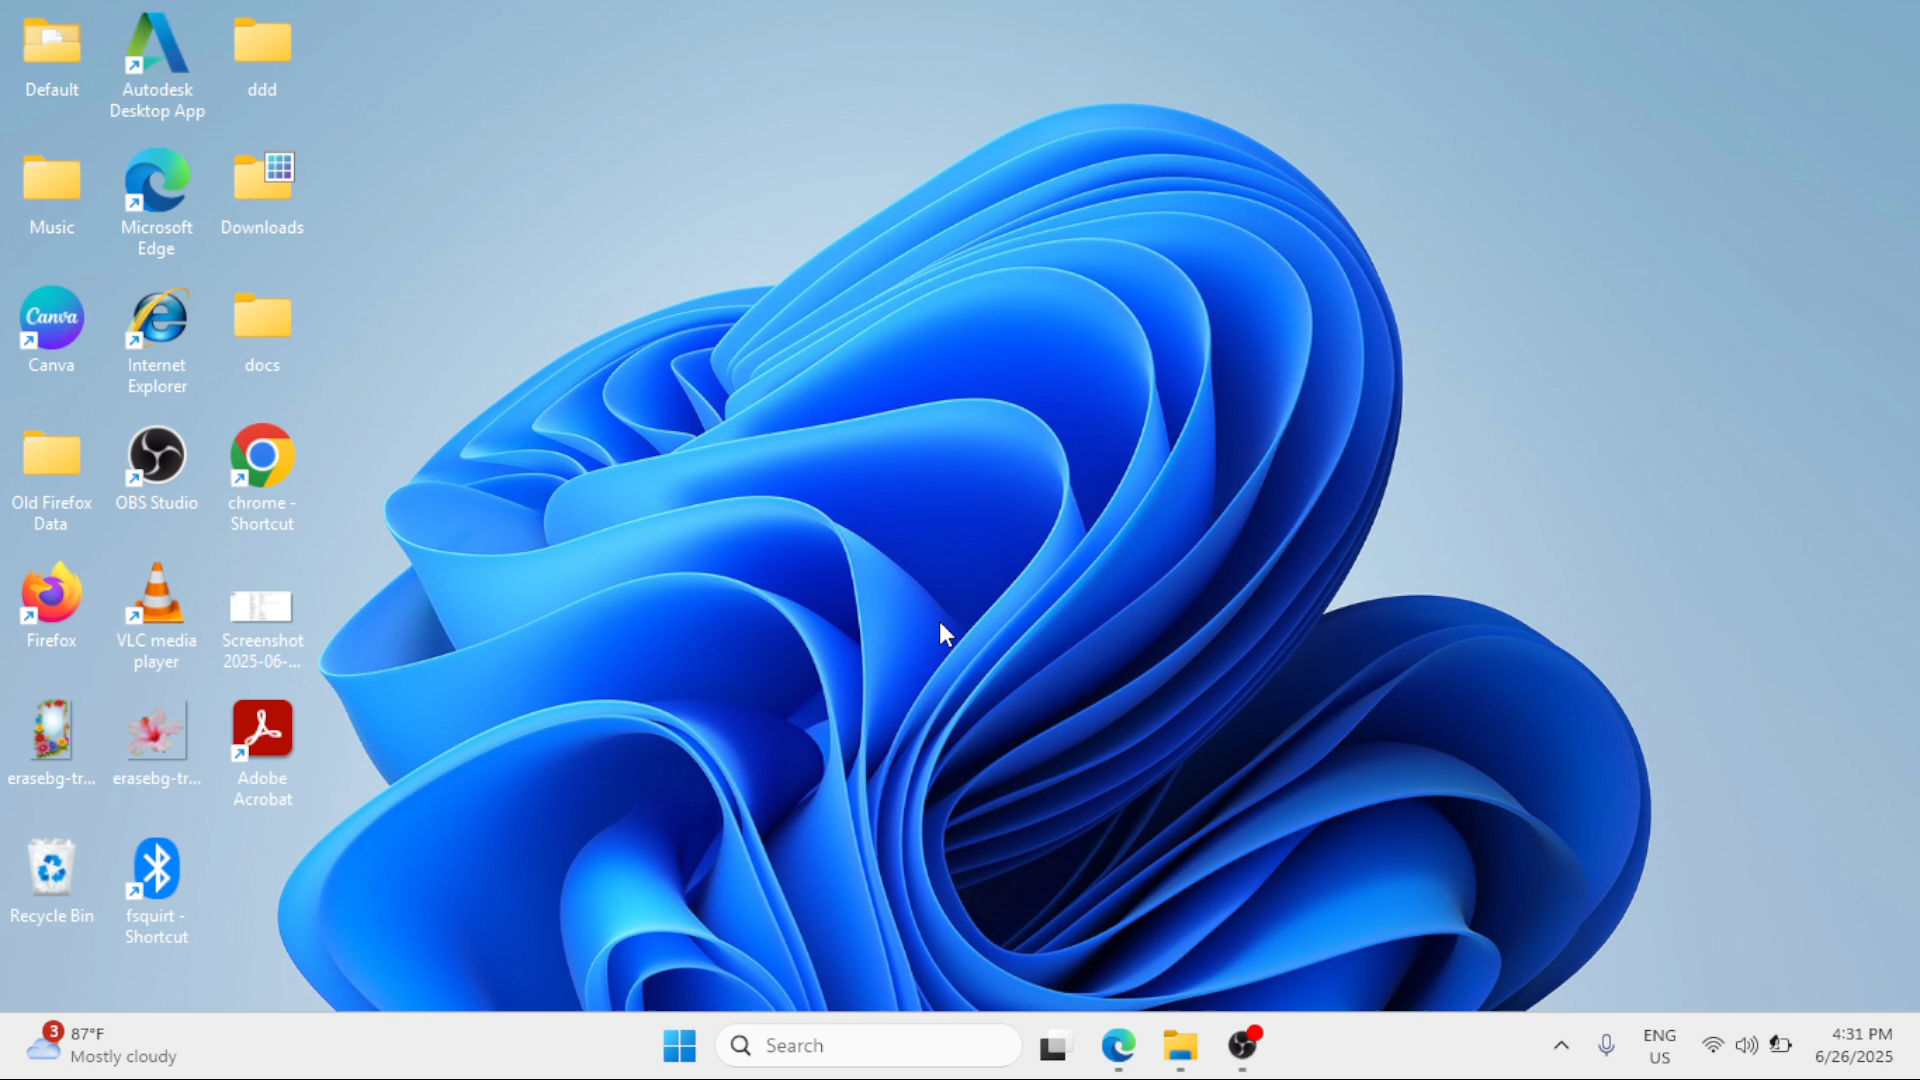 Default
Autodesk
Desktop App
ddd
Music
Microsoft
Edge
Downloads
Canva
Canva
Internet
Explorer
docs
Old Firefox
Data
OBS Studio
chrome -
Shortcut
Firefox
VLC media
player
Screenshot
2025-06-...
erasebg-tr...
erasebg-tr...
Adobe
Acrobat
Recycle Bin
fsquirt -
Shortcut
3
87°F
Mostly cloudy
Search
ENG
US
4:31 PM
6/26/2025